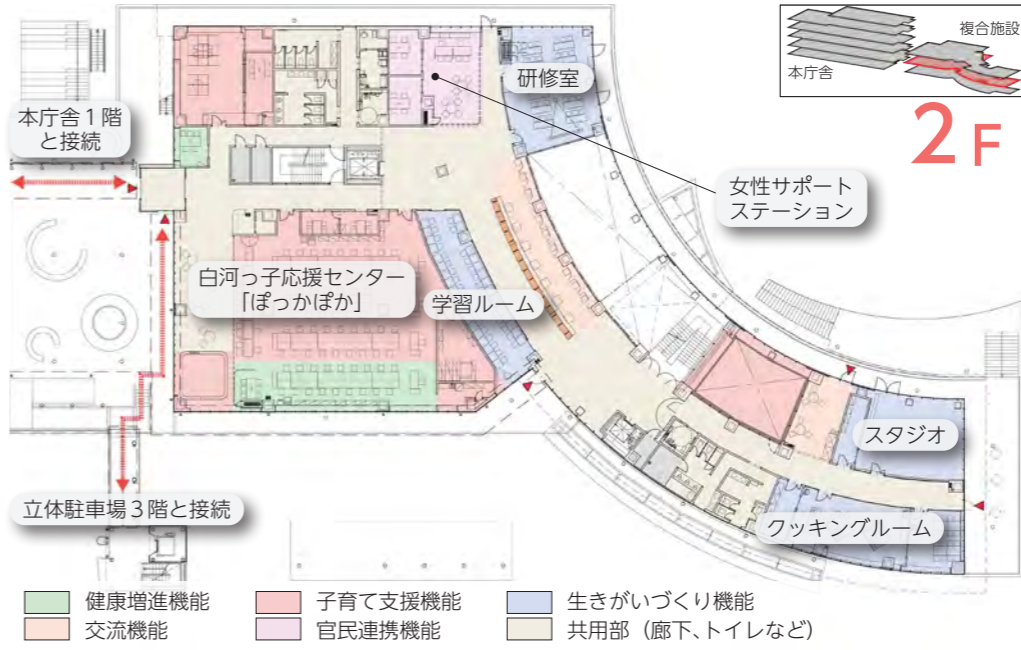 複合施設
本庁舎
2F
研修室
本庁舎1階
と接続
女性サポート
ステーション
白河っ子応援センター
「ぽっかぽか」
学習ルーム
スタジオ
立体駐車場3階と接続
クッキングルーム
健康増進機能
子育て支援機能
生きがいづくり機能
交流機能
官民連携機能
共用部（廊下、トイレなど）